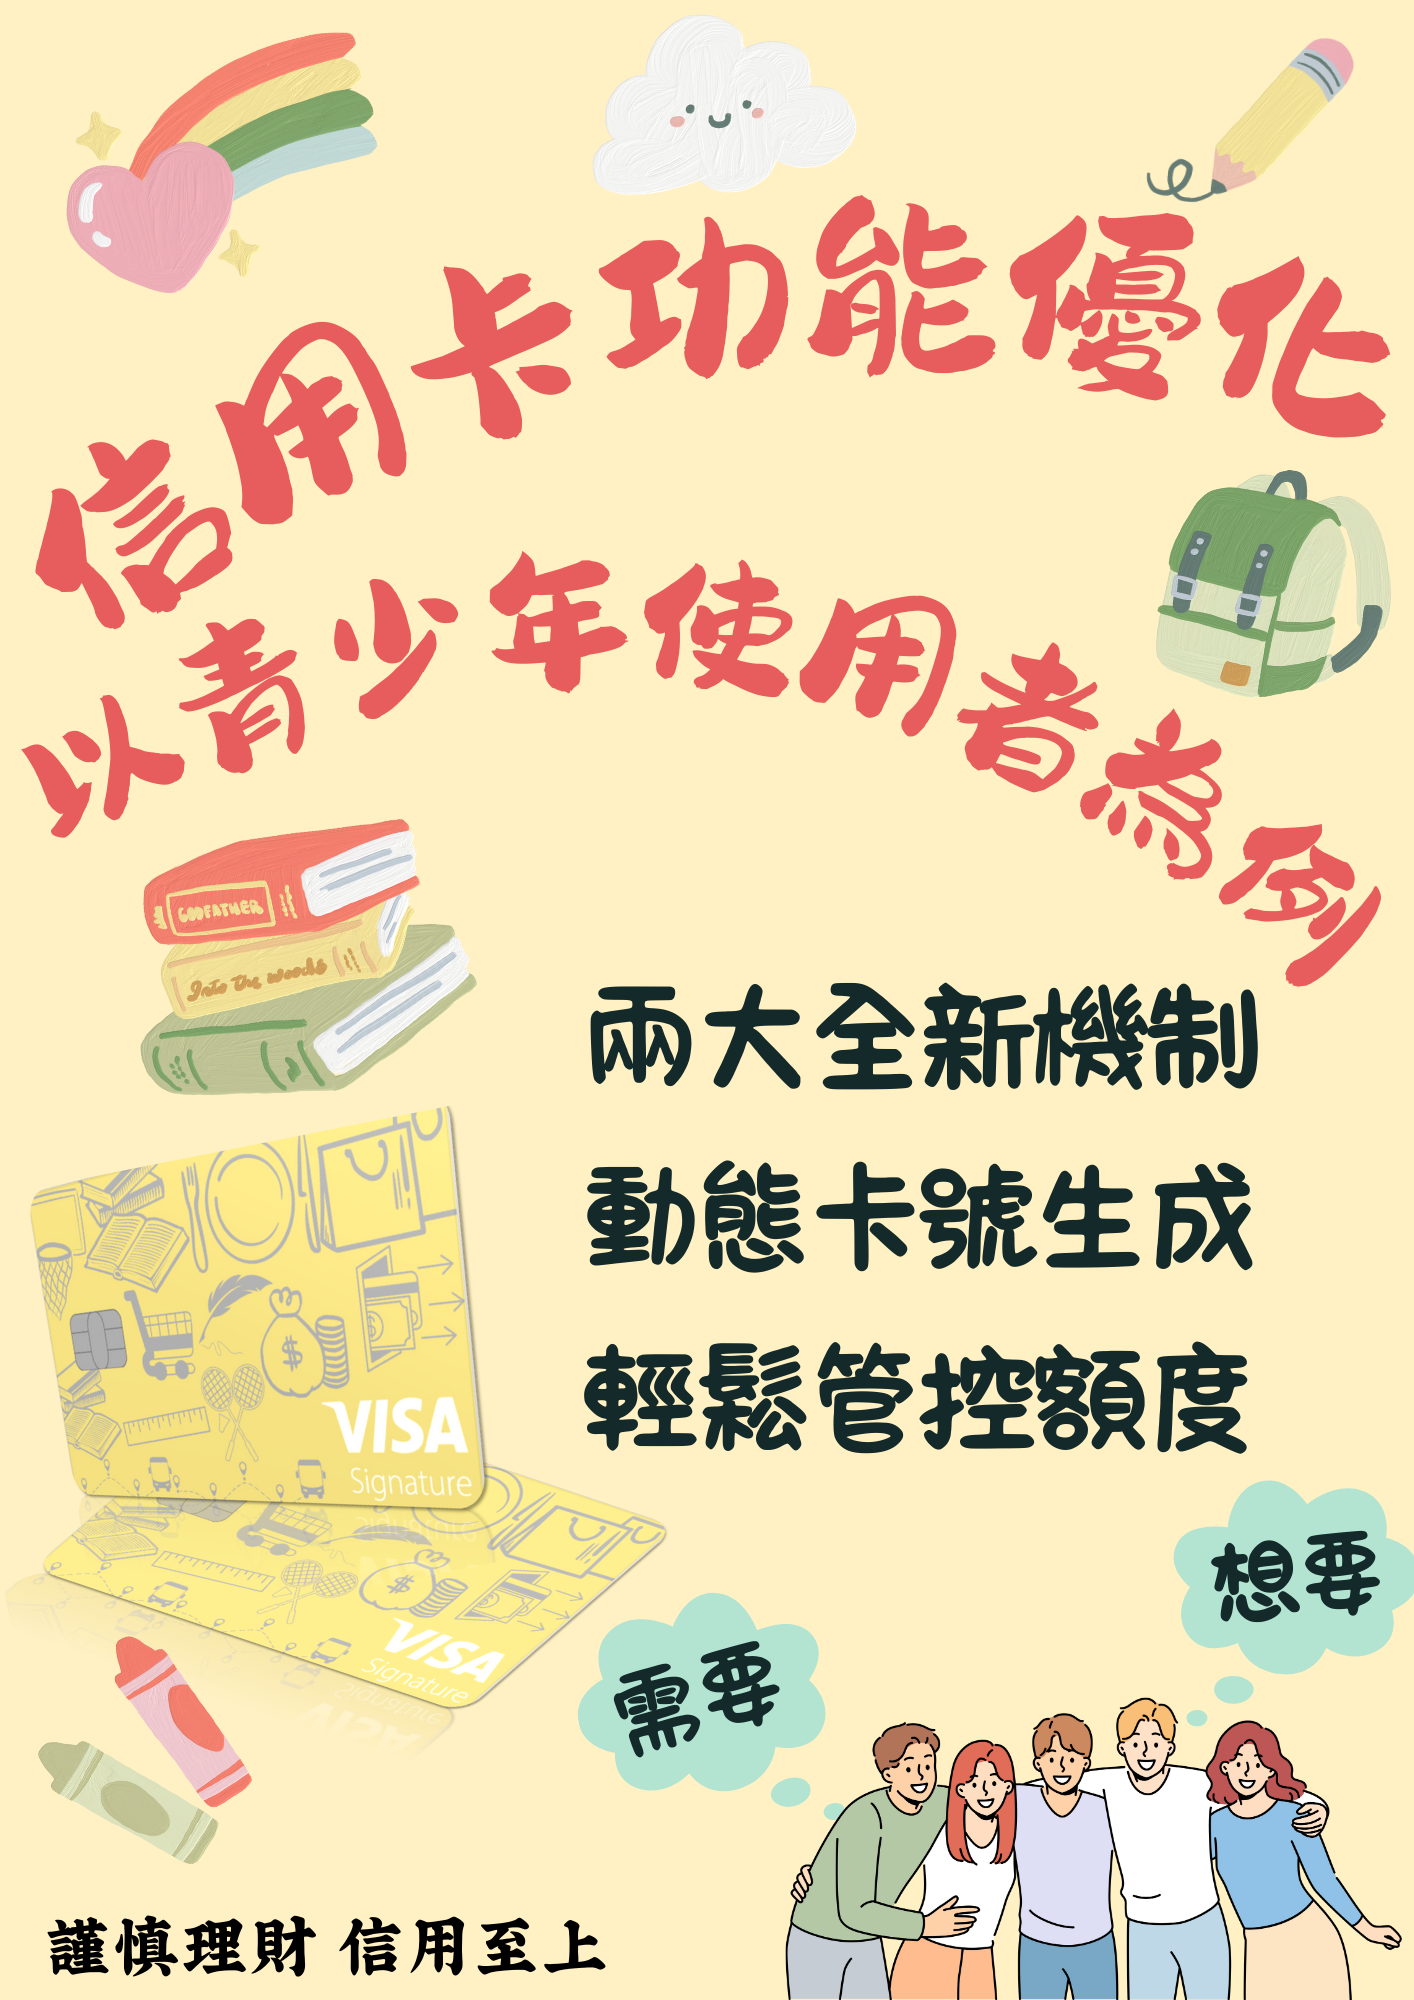 信用卡功能優化
以青少年使用者為例
GODFATHER
Into the woods
兩大全新機制
動態卡號生成
輕鬆管控額度
VISA
Signature
VISA
Signature
需要
想要
謹慎理財 信用至上